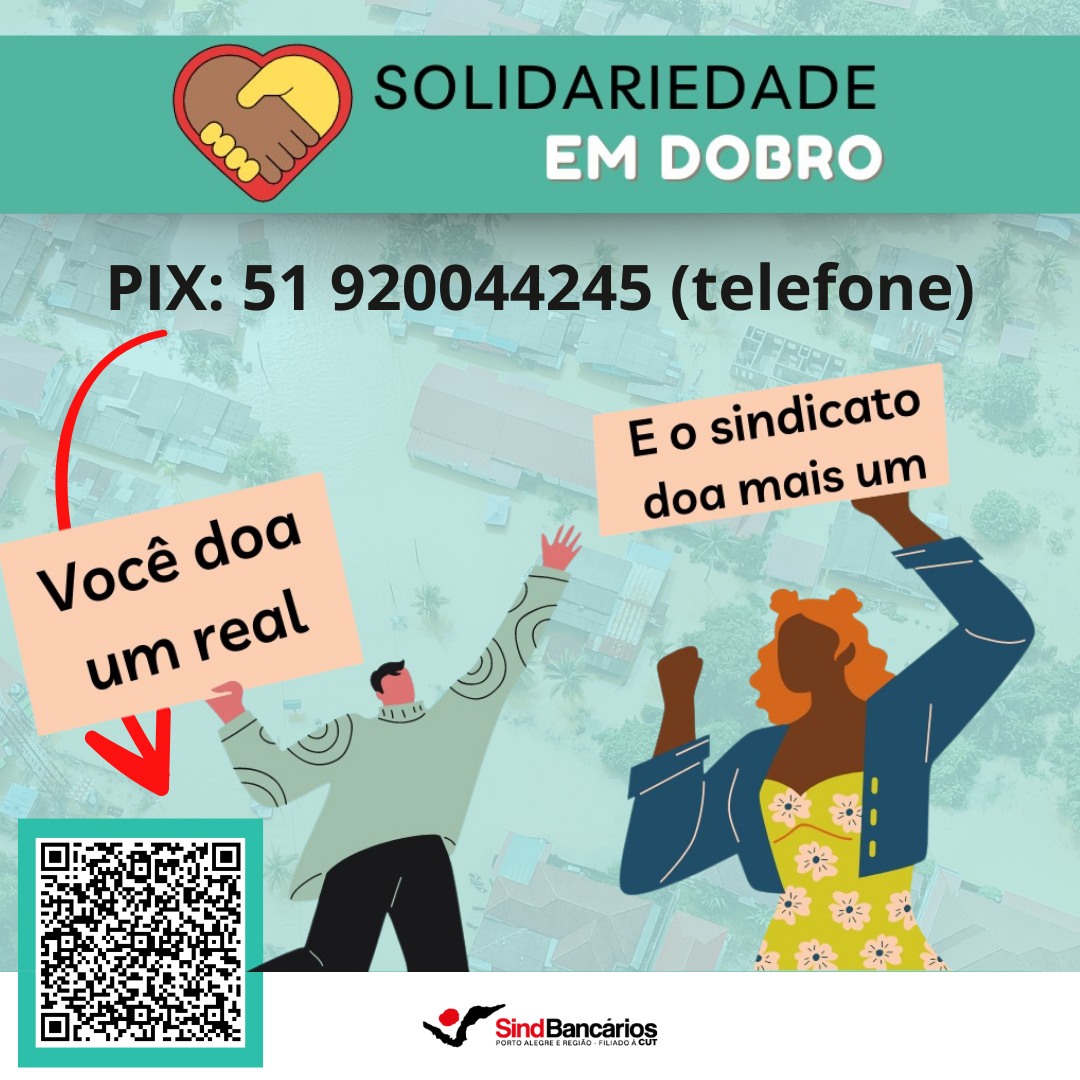 SOLIDARIEDADE
EM DOBRO
PIX: 51 920044245 (telefone)
E o sindicato
doa mais um
Você doa
um real
SindBancários
PORTO ALEGRE E REGIÃO - FILIADO À CUT